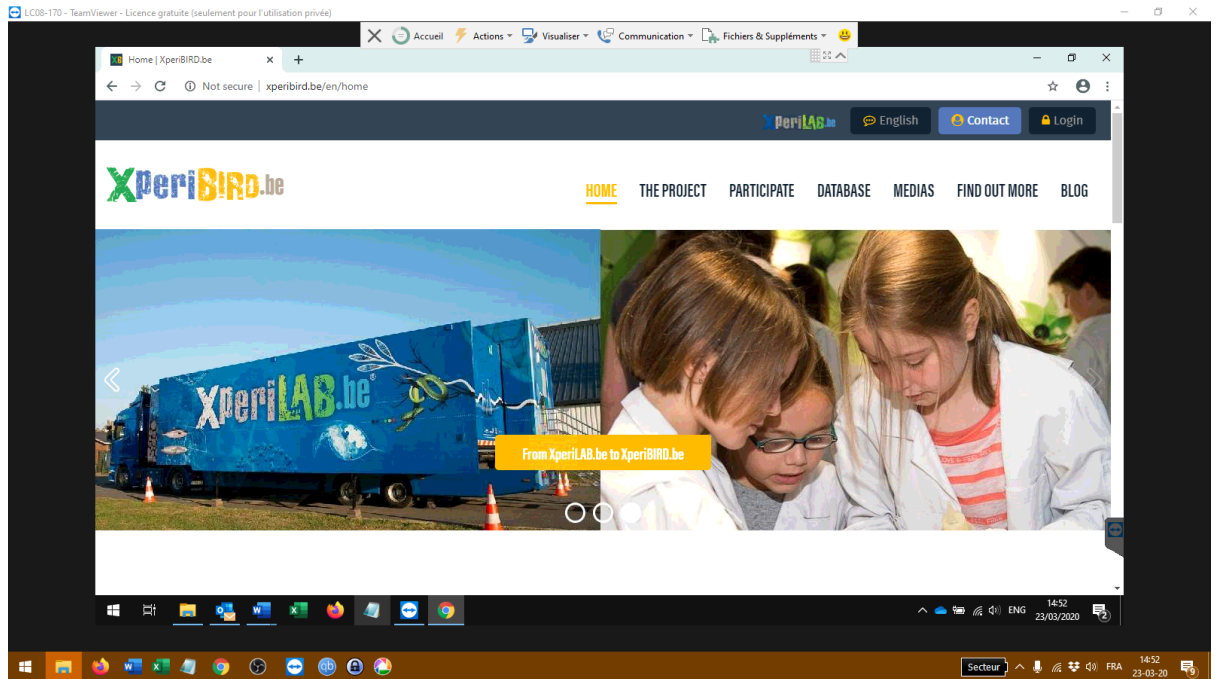 LC08-170 - TeamViewer - Licence gratuite (seulement pour l'utilisation privée)
Accueil Actions Visualiser Communication Fichiers & Suppléments
Home | XperiBIRD.be
Not secure | xperibird.be/en/home
XperiLAB.be English Contact Login
XperiBIRD.be
HOME THE PROJECT PARTICIPATE DATABASE MEDIAS FIND OUT MORE BLOG
XperiLAB.be
From XperiLAB.be to XperiBIRD.be
ENG 14:52
23/03/2020
2
Secteur FRA 14:52
23-03-20
9